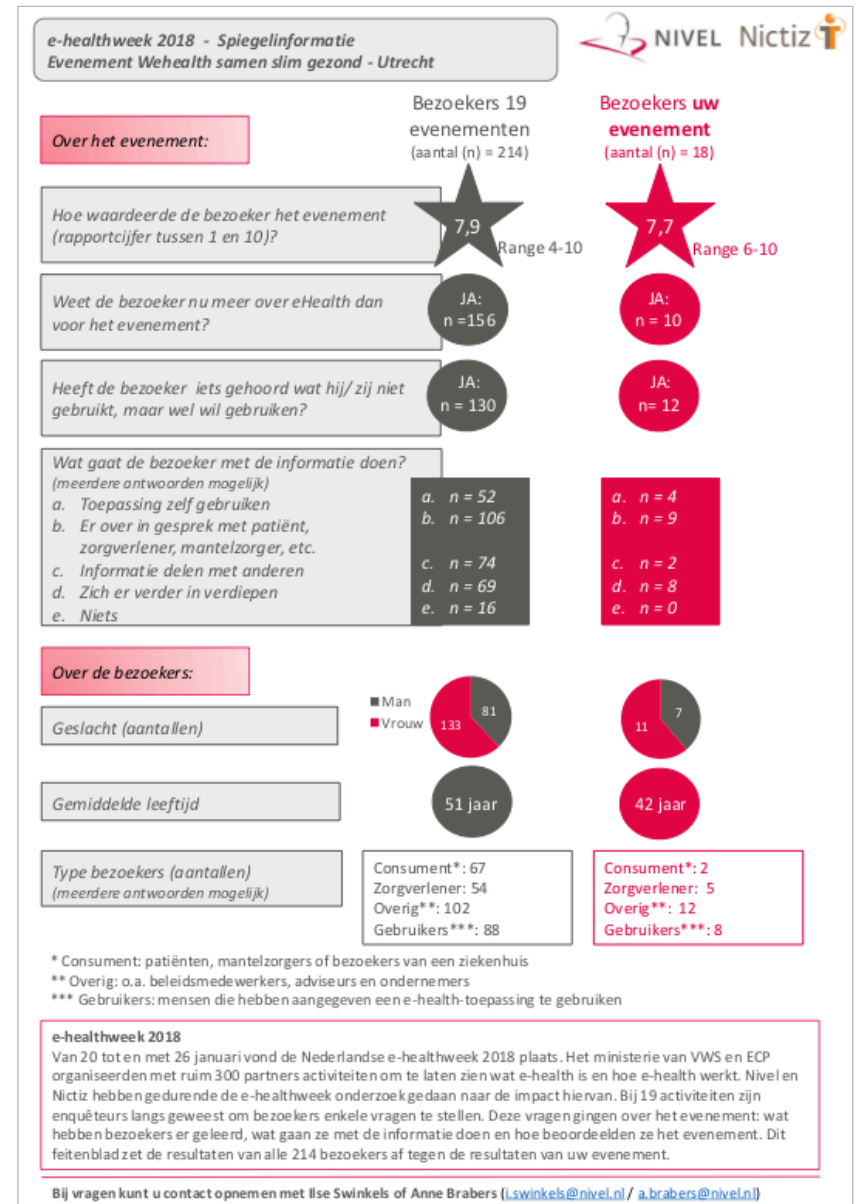 e-healthweek 2018 - Spiegelinformatie
Evenement Wehealth samen slim gezond - Utrecht
NIVEL Nictiz
Bezoekers 19
evenementen
(aantal (n) = 214)
Bezoekers uw
evenement
(aantal (n) = 18)
Over het evenement:
Hoe waardeerde de bezoeker het evenement
(rapportcijfer tussen 1 en 10)?
7,9
Range 4-10
7,7
Range 6-10
Weet de bezoeker nu meer over eHealth dan
voor het evenement?
JA:
n =156
JA:
n = 10
Heeft de bezoeker iets gehoord wat hij/ zij niet
gebruikt, maar wel wil gebruiken?
JA:
n = 130
JA:
n= 12
Wat gaat de bezoeker met de informatie doen?
(meerdere antwoorden mogelijk)
a. Toepassing zelf gebruiken
b. Er over in gesprek met patiënt,
zorgverlener, mantelzorger, etc.
c. Informatie delen met anderen
d. Zich er verder in verdiepen
e. Niets
a. n = 52
b. n = 106
c. n = 74
d. n = 69
e. n = 16
a. n = 4
b. n = 9
c. n = 2
d. n = 8
e. n = 0
Over de bezoekers:
Geslacht (aantallen)
Man
Vrouw
133
81
11
7
Gemiddelde leeftijd
51 jaar
42 jaar
Type bezoekers (aantallen)
(meerdere antwoorden mogelijk)
Consument*: 67
Zorgverlener: 54
Overig**: 102
Gebruikers***: 88
Consument*: 2
Zorgverlener: 5
Overig**: 12
Gebruikers***: 8
* Consument: patiënten, mantelzorgers of bezoekers van een ziekenhuis
** Overig: o.a. beleidsmedewerkers, adviseurs en ondernemers
*** Gebruikers: mensen die hebben aangegeven een e-health-toepassing te gebruiken
e-healthweek 2018
Van 20 tot en met 26 januari vond de Nederlandse e-healthweek 2018 plaats. Het ministerie van VWS en ECP
organiseerden met ruim 300 partners activiteiten om te laten zien wat e-health is en hoe e-health werkt. Nivel en
Nictiz hebben gedurende de e-healthweek onderzoek gedaan naar de impact hiervan. Bij 19 activiteiten zijn
enquêteurs langs geweest om bezoekers enkele vragen te stellen. Deze vragen gingen over het evenement: wat
hebben bezoekers er geleerd, wat gaan ze met de informatie doen en hoe beoordeelden ze het evenement. Dit
feitenblad zet de resultaten van alle 214 bezoekers af tegen de resultaten van uw evenement.
Bij vragen kunt u contact opnemen met Ilse Swinkels of Anne Brabers (i.swinkels@nivel.nl / a.brabers@nivel.nl)